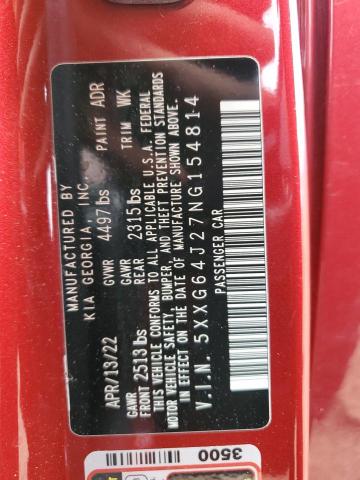 MANUFACTURED BY
KIA GEORGIA, INC.
APR/13/22 GVWR 4497lbs PAINT ADR
GAWR FRONT 2513lbs GAWR REAR 2315lbs TRIM WK
THIS VEHICLE CONFORMS TO ALL APPLICABLE U.S.A. FEDERAL
MOTOR VEHICLE SAFETY, BUMPER, AND THEFT PREVENTION STANDARDS
IN EFFECT ON THE DATE OF MANUFACTURE SHOWN ABOVE.
V.I.N. 5XXG64J27NG154814
PASSENGER CAR
3500